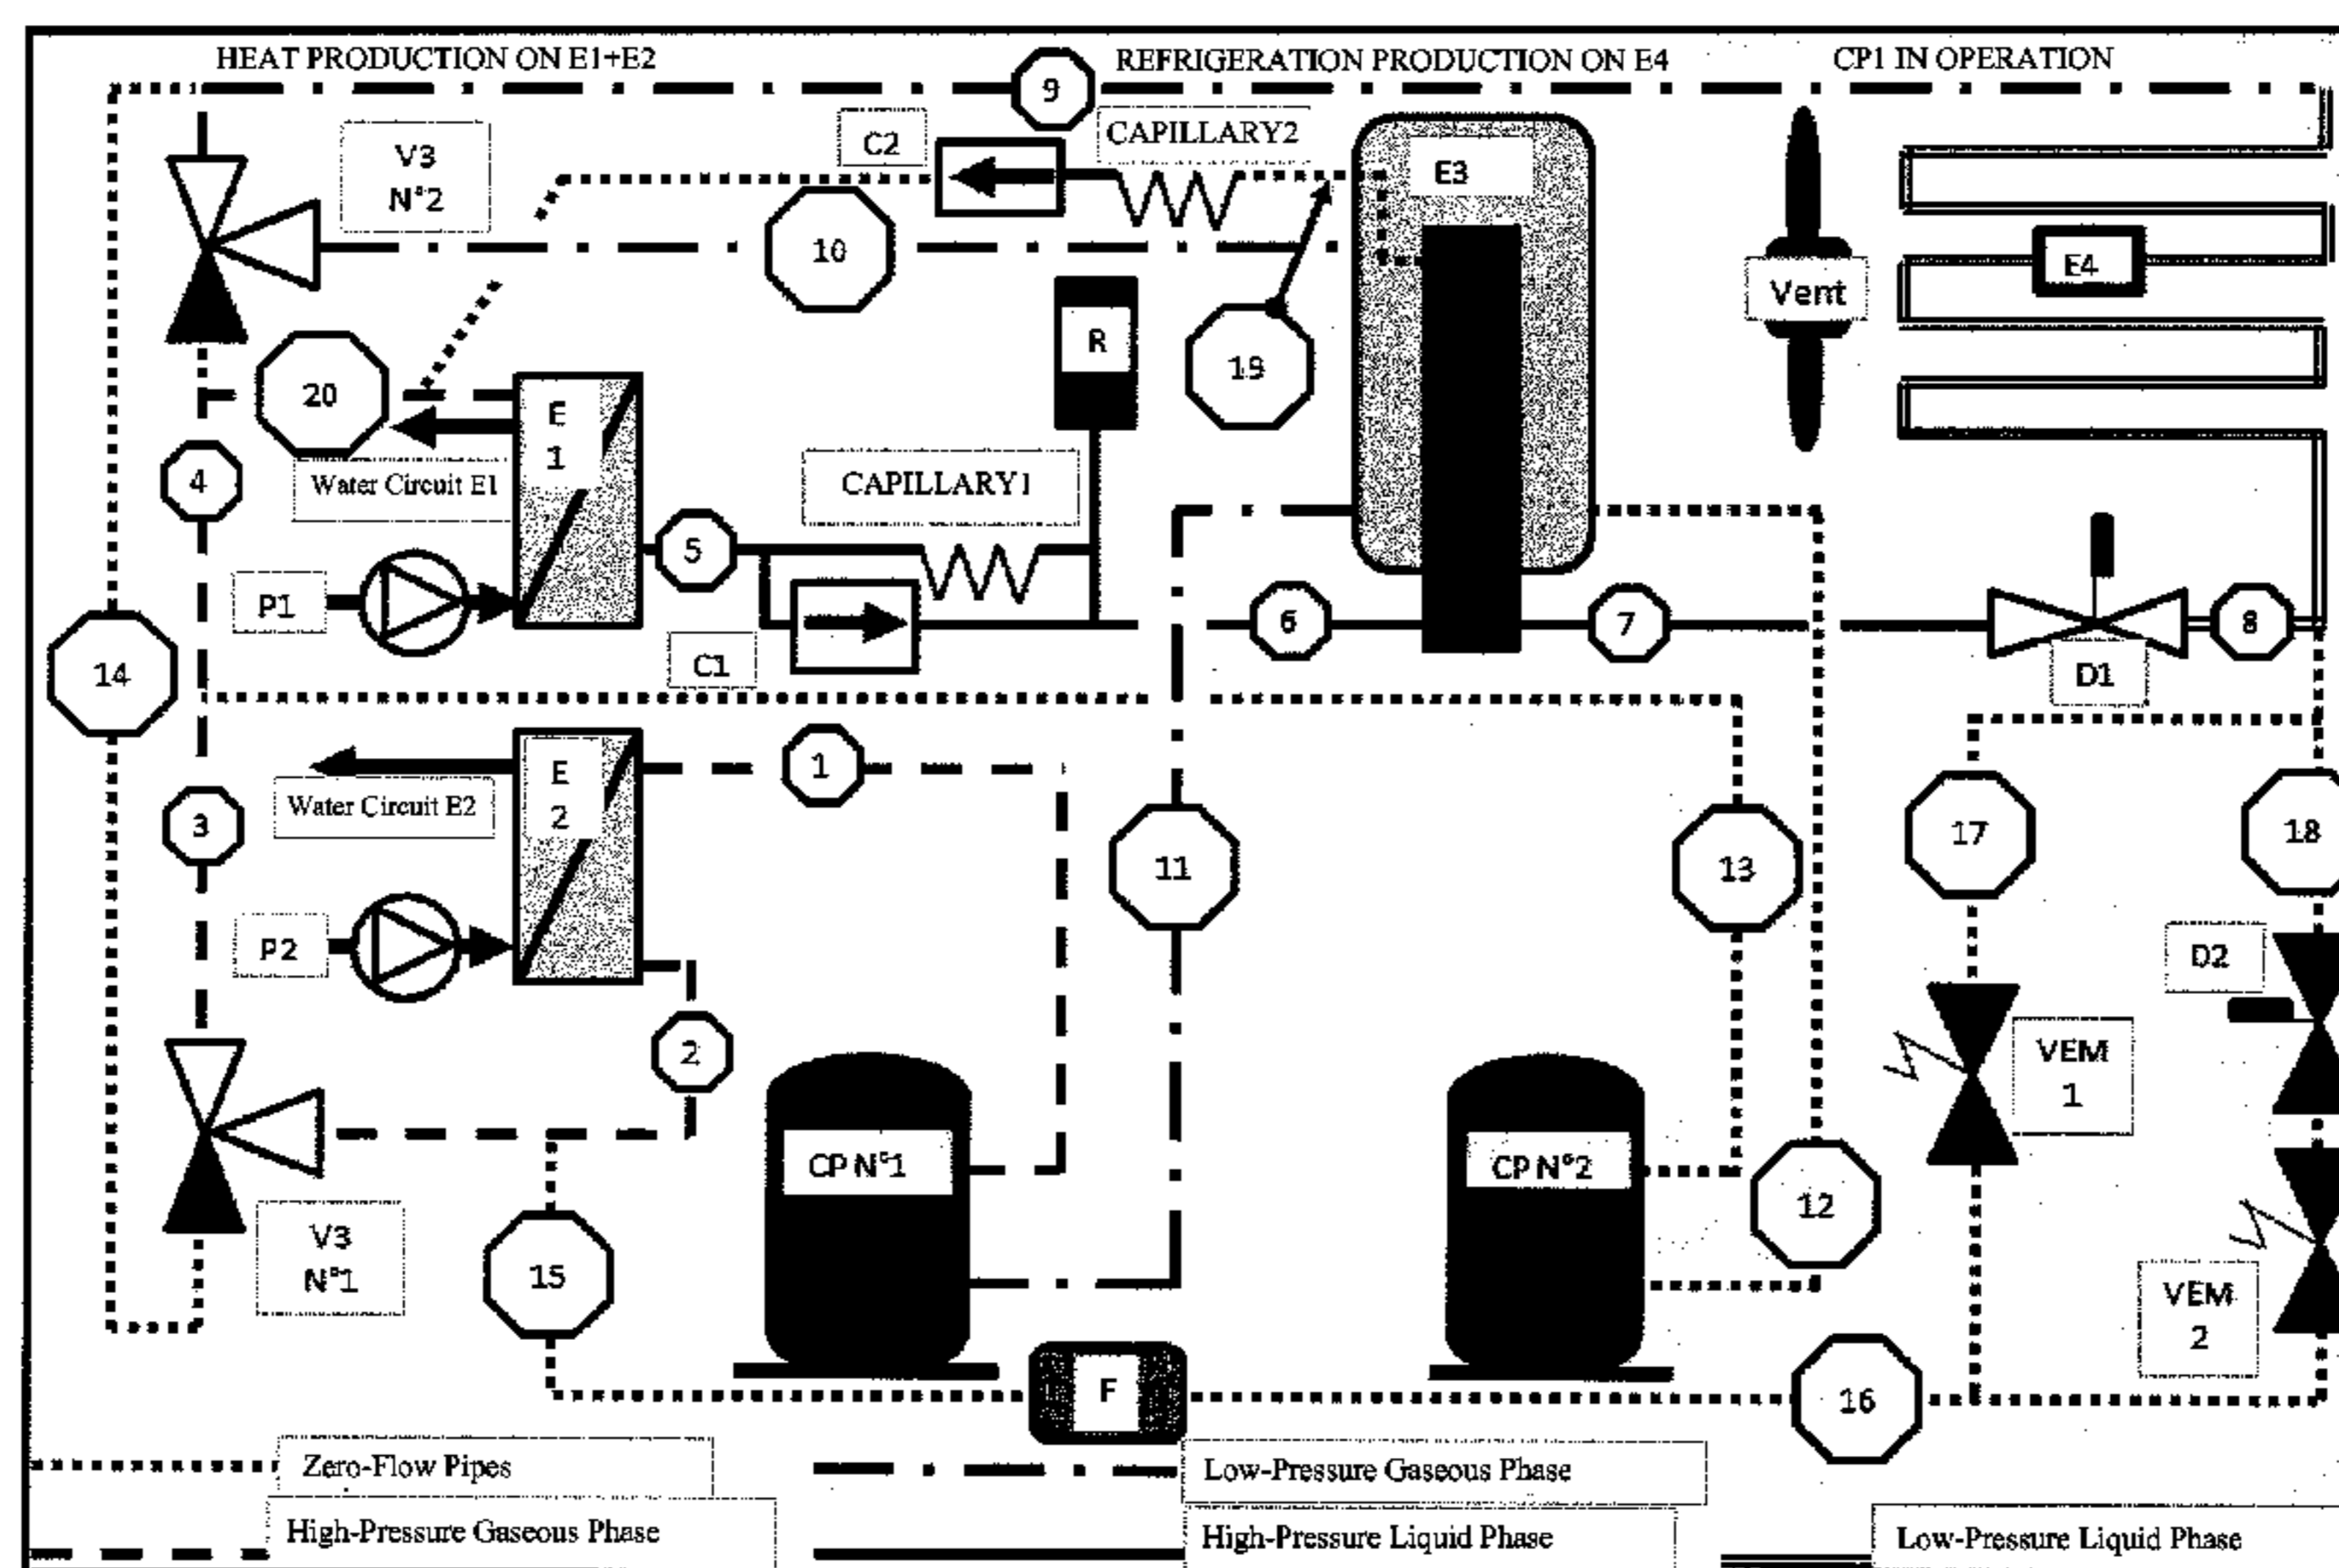 HEAT PRODUCTION ON E1+E2
REFRIGERATION PRODUCTION ON E4
CP1 IN OPERATION
9
V3
N°2
C2
CAPILLARY2
E3
10
E4
Vent
R
19
20
E
1
4
Water Circuit E1
CAPILLARY1
5
P1
6
7
8
C1
14
D1
1
E
2
Water Circuit E2
3
11
13
17
18
P2
D2
2
VEM
1
CP N°1
CP N°2
12
V3
N°1
15
VEM
2
F
16
Zero-Flow Pipes
Low-Pressure Gaseous Phase
High-Pressure Gaseous Phase
High-Pressure Liquid Phase
Low-Pressure Liquid Phase